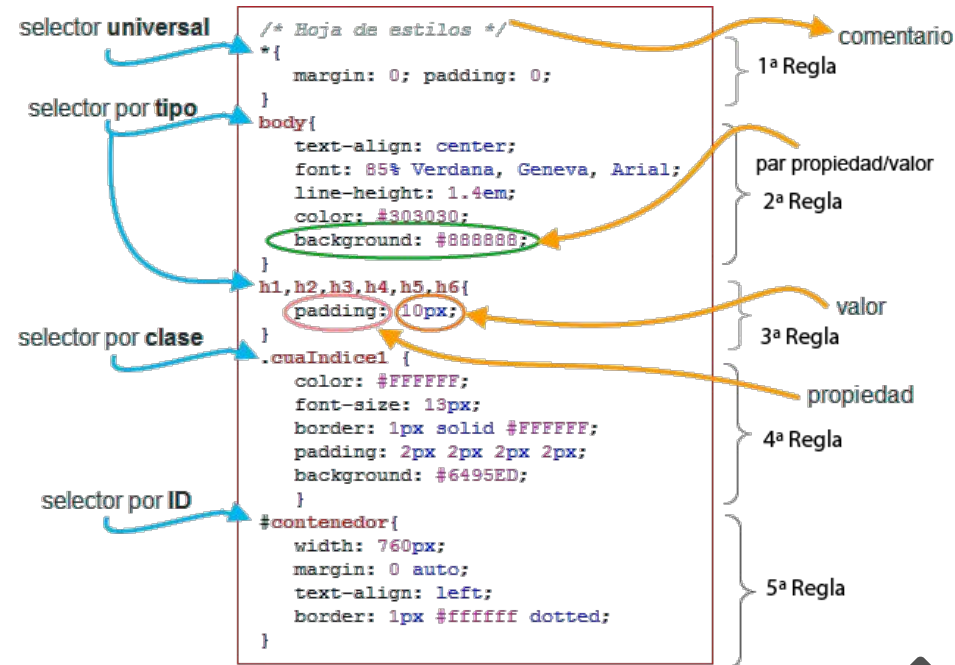 selector universal
/* Hoja de estilos */
comentario
*{
margin: 0; padding: 0;
}
1ª Regla
selector por tipo
body{
text-align: center;
font: 85% Verdana, Geneva, Arial;
line-height: 1.4em;
color: #303030;
background: #888888;
}
par propiedad/valor
2ª Regla
h1,h2,h3,h4,h5,h6{
padding: 10px;
}
valor
3ª Regla
propiedad
selector por clase
.cuaIndice1 {
color: #FFFFFF;
font-size: 13px;
border: 1px solid #FFFFFF;
padding: 2px 2px 2px 2px;
background: #6495ED;
}
4ª Regla
selector por ID
#contenedor{
width: 760px;
margin: 0 auto;
text-align: left;
border: 1px #ffffff dotted;
}
5ª Regla